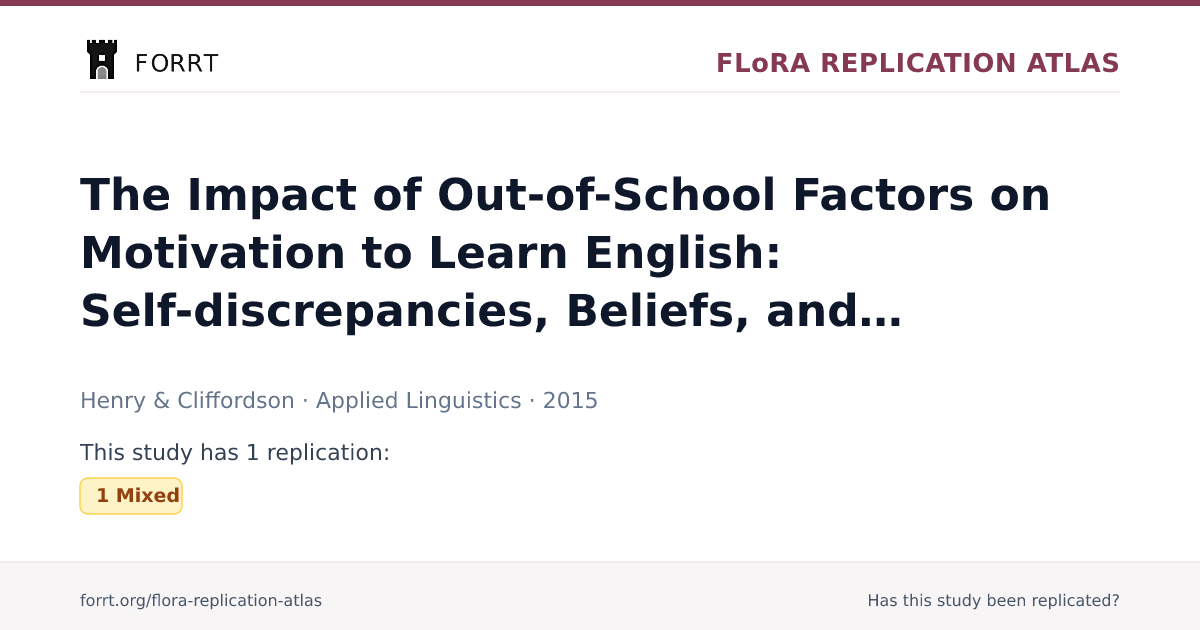 FORRT
FLoRA REPLICATION ATLAS
The Impact of Out-of-School Factors on
Motivation to Learn English:
Self-discrepancies, Beliefs, and…
Henry & Cliffordson · Applied Linguistics · 2015
This study has 1 replication:
1 Mixed
forrt.org/flora-replication-atlas
Has this study been replicated?